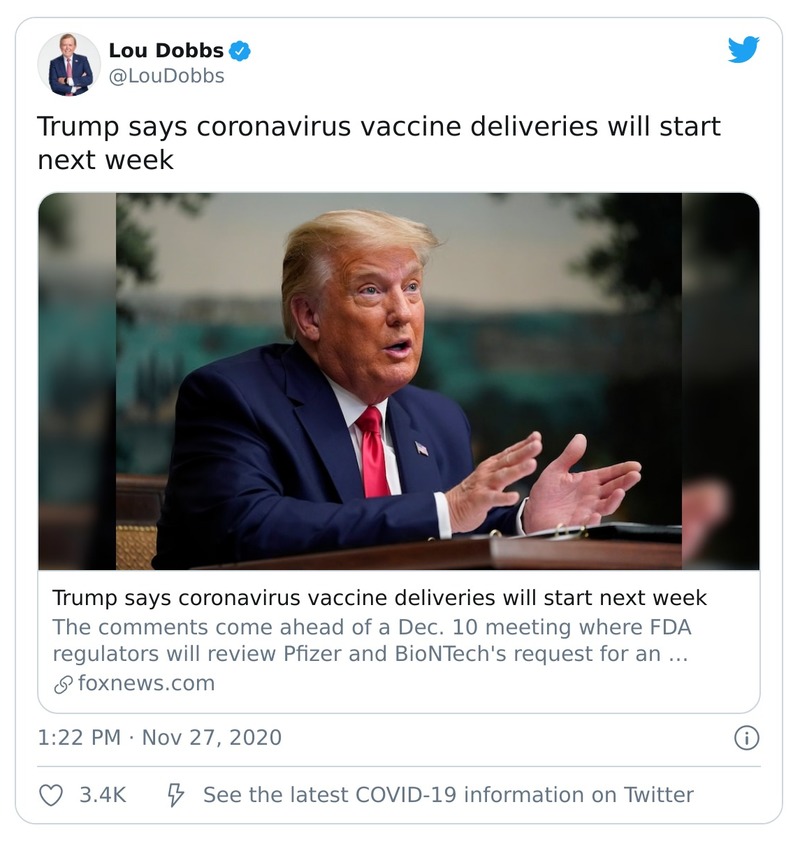 Lou Dobbs
@LouDobbs
Trump says coronavirus vaccine deliveries will start
next week
Trump says coronavirus vaccine deliveries will start next week
The comments come ahead of a Dec. 10 meeting where FDA
regulators will review Pfizer and BioNTech's request for an ...
foxnews.com
1:22 PM · Nov 27, 2020
3.4K See the latest COVID-19 information on Twitter